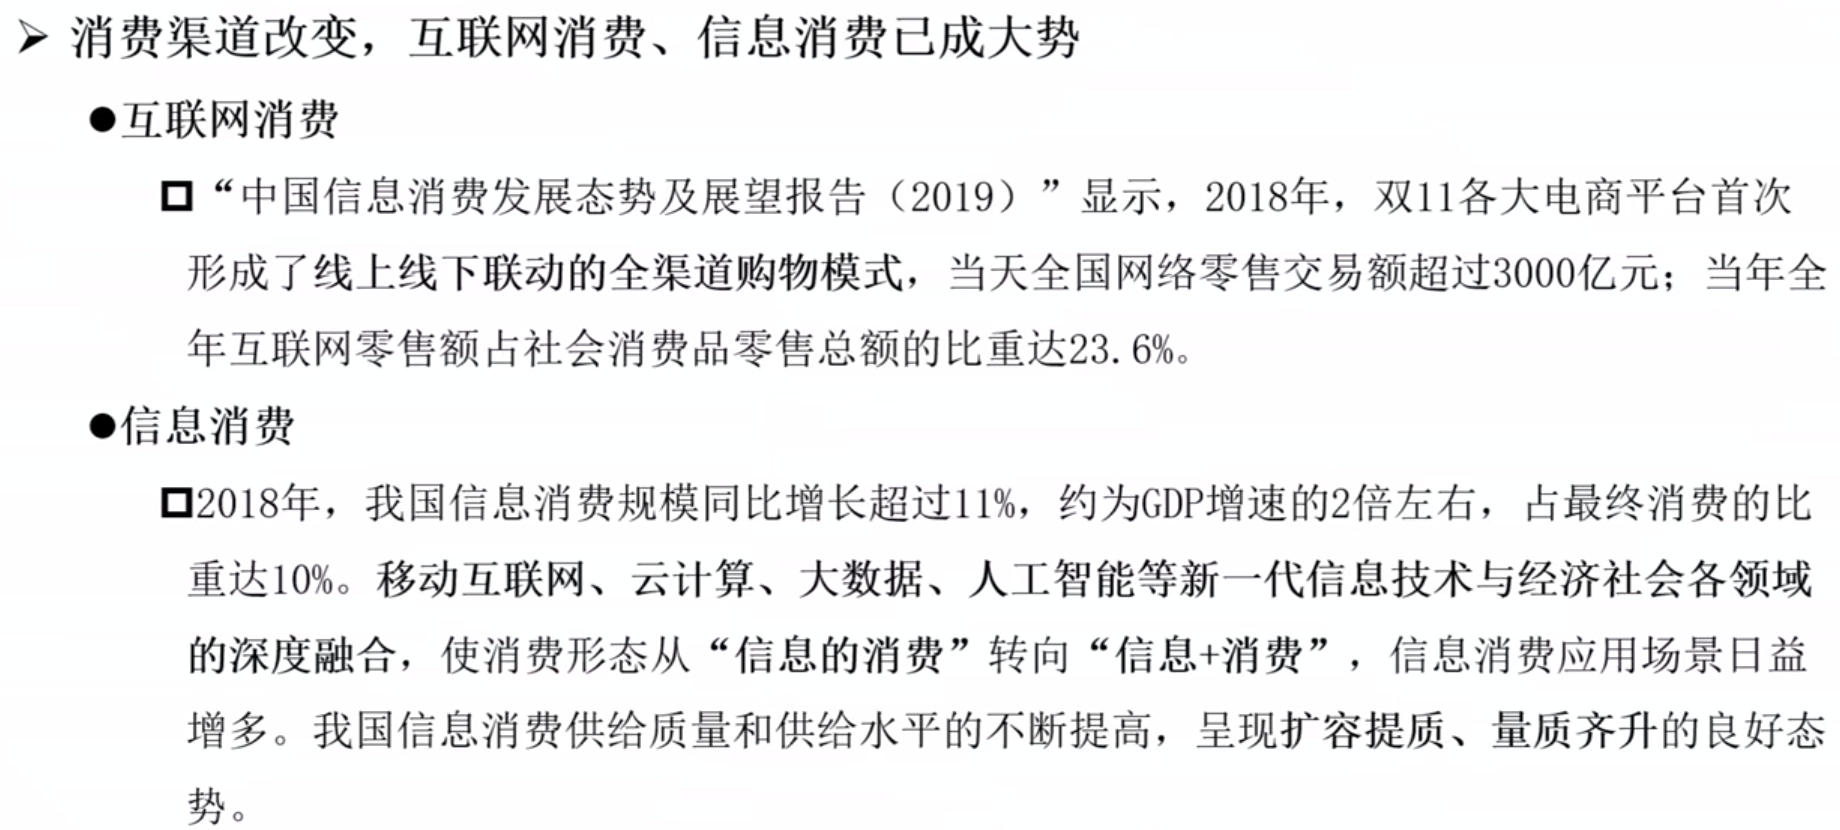 ➢ 消费渠道改变，互联网消费、信息消费已成大势
●互联网消费
□“中国信息消费发展态势及展望报告（2019）”显示，2018年，双11各大电商平台首次
形成了线上线下联动的全渠道购物模式，当天全国网络零售交易额超过3000亿元；当年全
年互联网零售额占社会消费品零售总额的比重达23.6%。
●信息消费
□2018年，我国信息消费规模同比增长超过11%，约为GDP增速的2倍左右，占最终消费的比
重达10%。移动互联网、云计算、大数据、人工智能等新一代信息技术与经济社会各领域
的深度融合，使消费形态从“信息的消费”转向“信息+消费”，信息消费应用场景日益
增多。我国信息消费供给质量和供给水平的不断提高，呈现扩容提质、量质齐升的良好态
势。